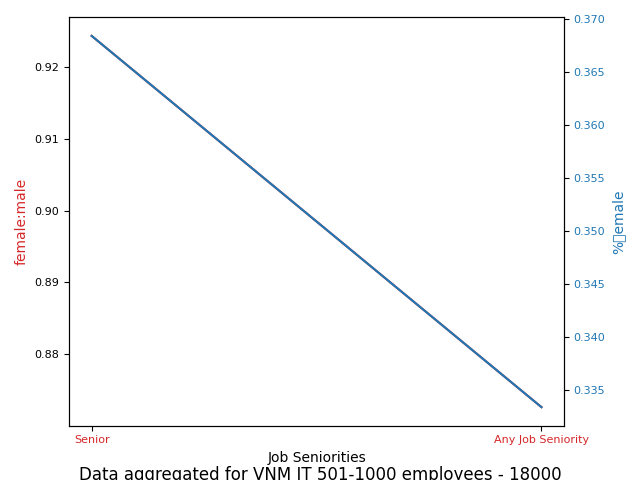 0.92
0.91
0.90
0.89
0.88
female:male
0.370
0.365
0.360
0.355
0.350
0.345
0.340
0.335
%▯emale
Senior
Any Job Seniority
Job Seniorities
Data aggregated for VNM IT 501-1000 employees - 18000